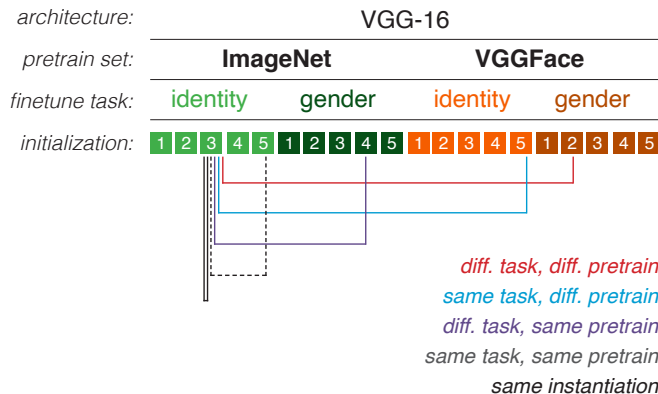 architecture: VGG-16
pretrain set: ImageNet VGGFace
finetune task: identity gender identity gender
initialization: 1 2 3 4 5 1 2 3 4 5 1 2 3 4 5 1 2 3 4 5
diff. task, diff. pretrain
same task, diff. pretrain
diff. task, same pretrain
same task, same pretrain
same instantiation